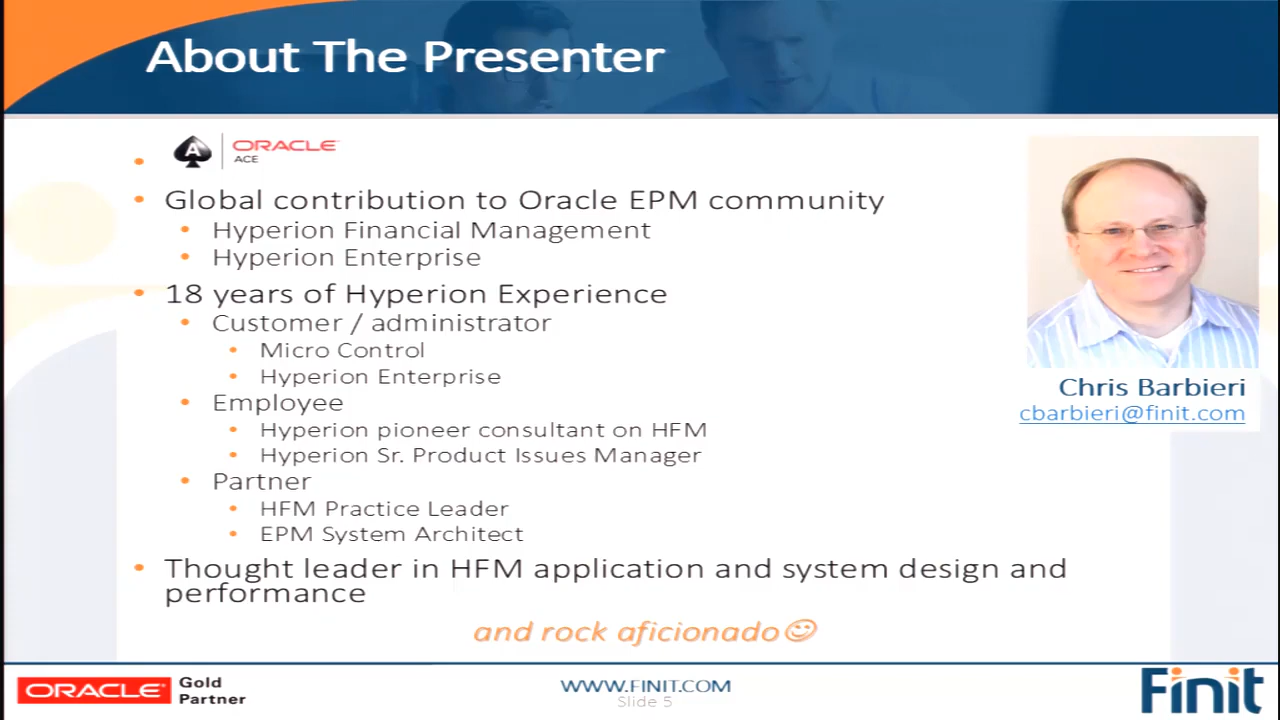 About The Presenter
A ORACLE
ACE
Global contribution to Oracle EPM community
Hyperion Financial Management
Hyperion Enterprise
18 years of Hyperion Experience
Customer / administrator
Micro Control
Hyperion Enterprise
Employee
Hyperion pioneer consultant on HFM
Hyperion Sr. Product Issues Manager
Partner
HFM Practice Leader
EPM System Architect
Thought leader in HFM application and system design and
performance
and rock aficionado
Chris Barbieri
cbarbieri@finit.com
ORACLE Gold
Partner
WWW.FINIT.COM
Slide 5
Finit